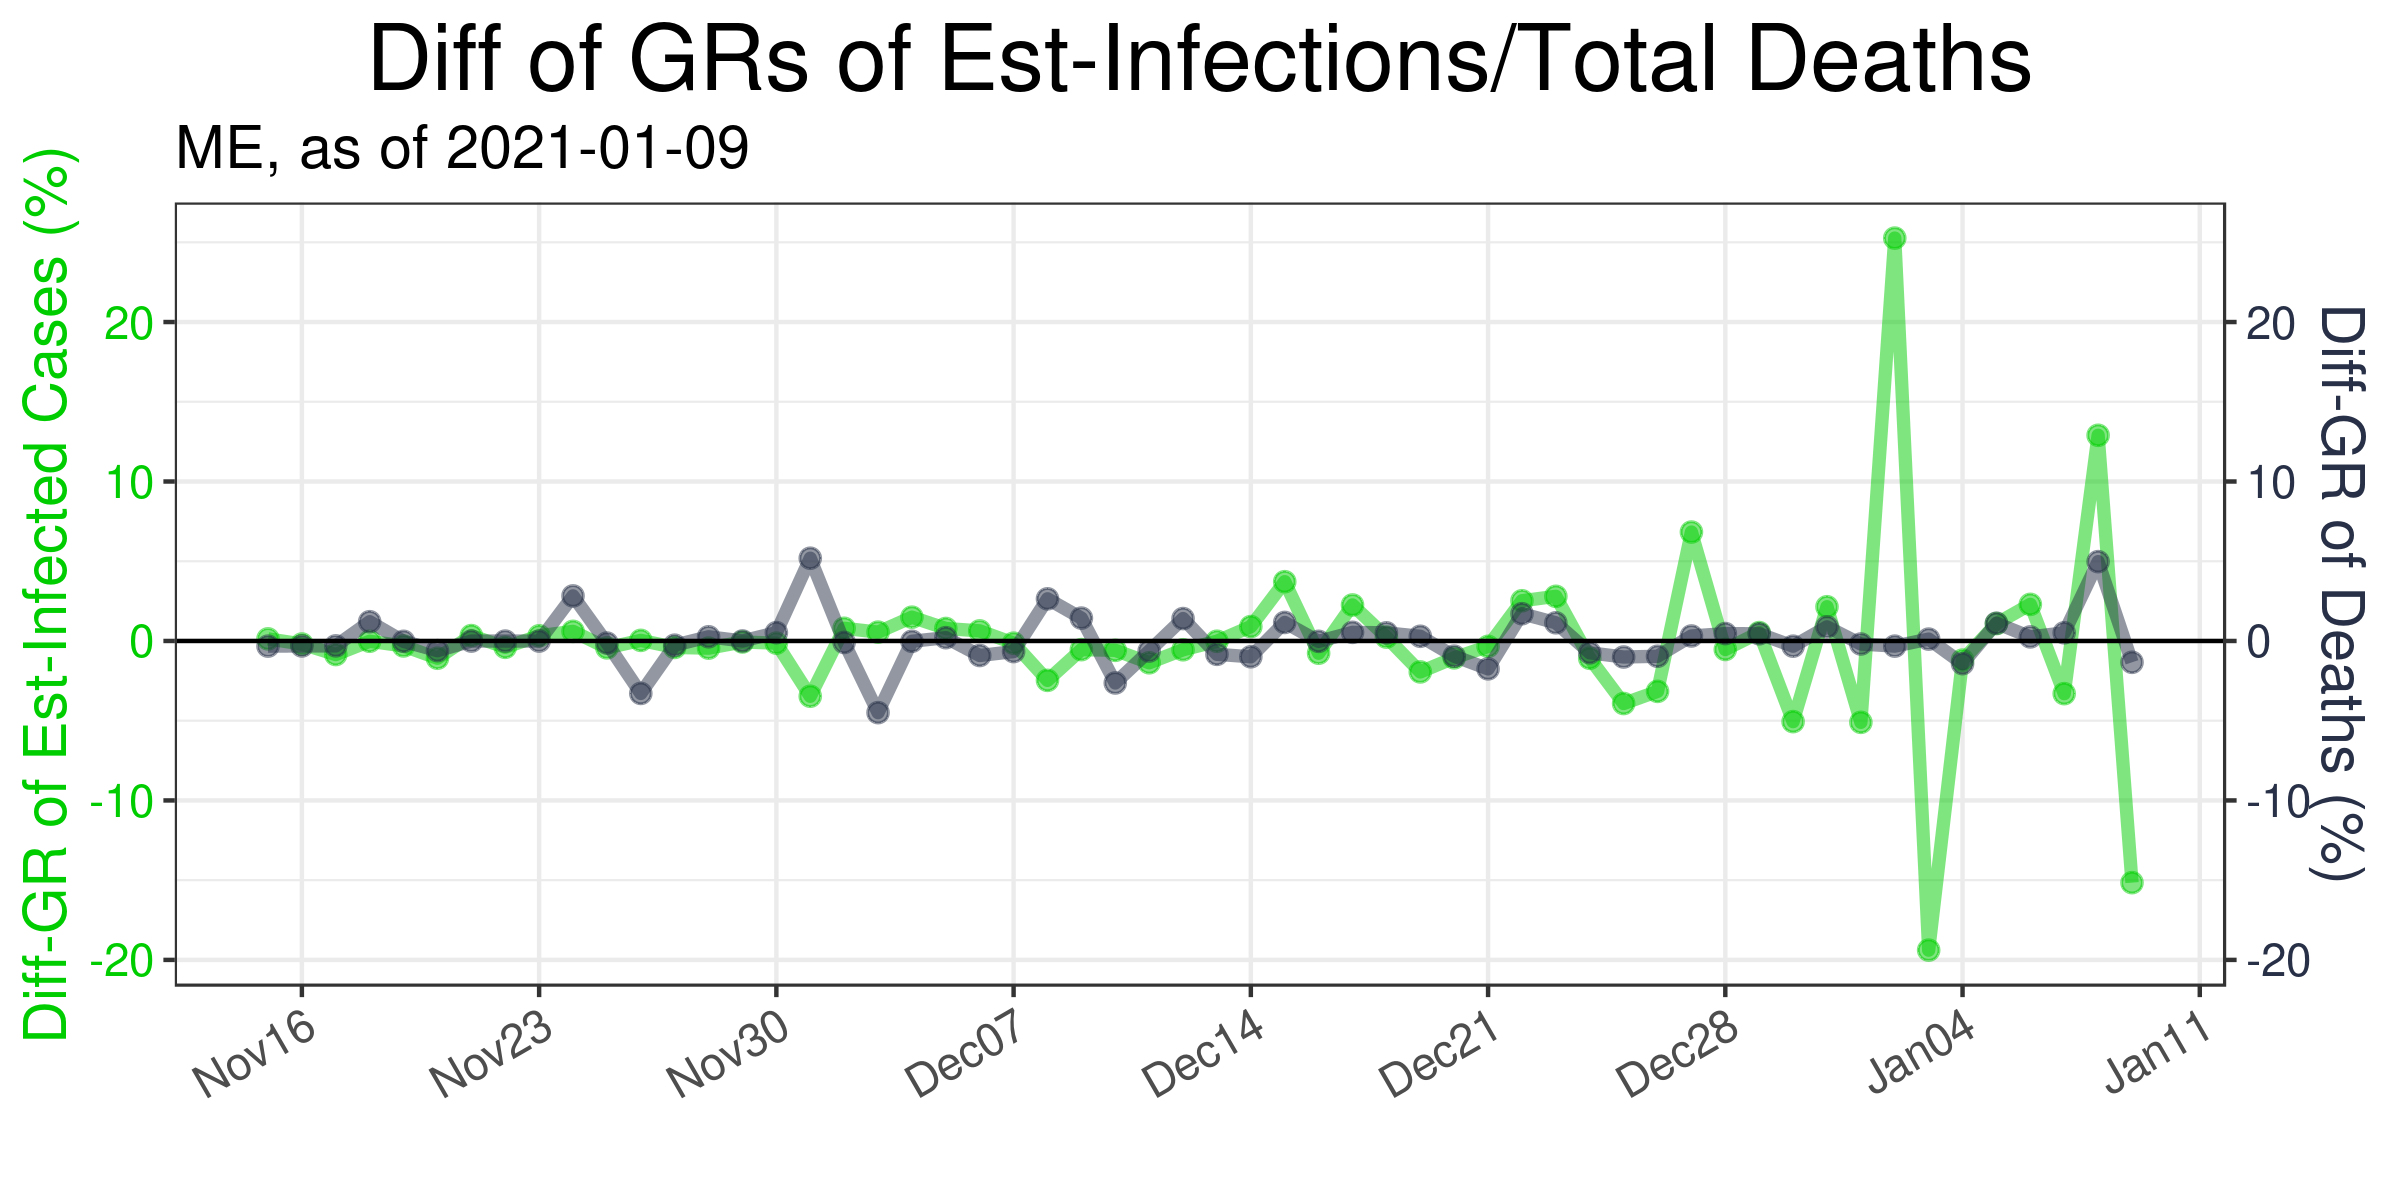 Diff of GRs of Est-Infections/Total Deaths
ME, as of 2021-01-09
Diff-GR of Est-Infected Cases (%)
20
10
0
-10
-20
20
10
0
-10
-20
Diff-GR of Deaths (%)
Nov16
Nov23
Nov30
Dec07
Dec14
Dec21
Dec28
Jan04
Jan11